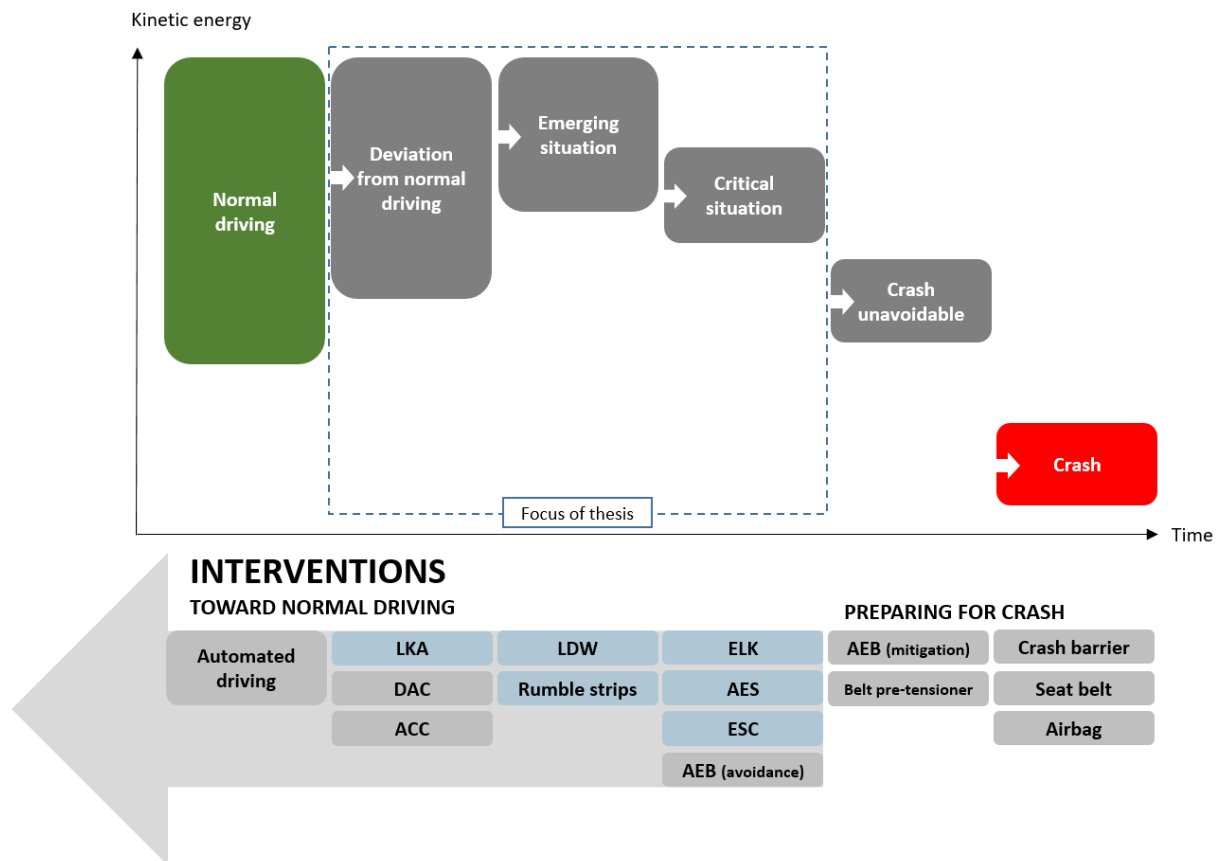 Kinetic energy
Normal
driving
Deviation
from normal
driving
Emerging
situation
Critical
situation
Crash
unavoidable
Crash
Focus of thesis
Time
INTERVENTIONS
TOWARD NORMAL DRIVING
PREPARING FOR CRASH
Automated
driving
LKA
DAC
ACC
LDW
Rumble strips
ELK
AES
ESC
AEB (avoidance)
AEB (mitigation)
Belt pre-tensioner
Crash barrier
Seat belt
Airbag